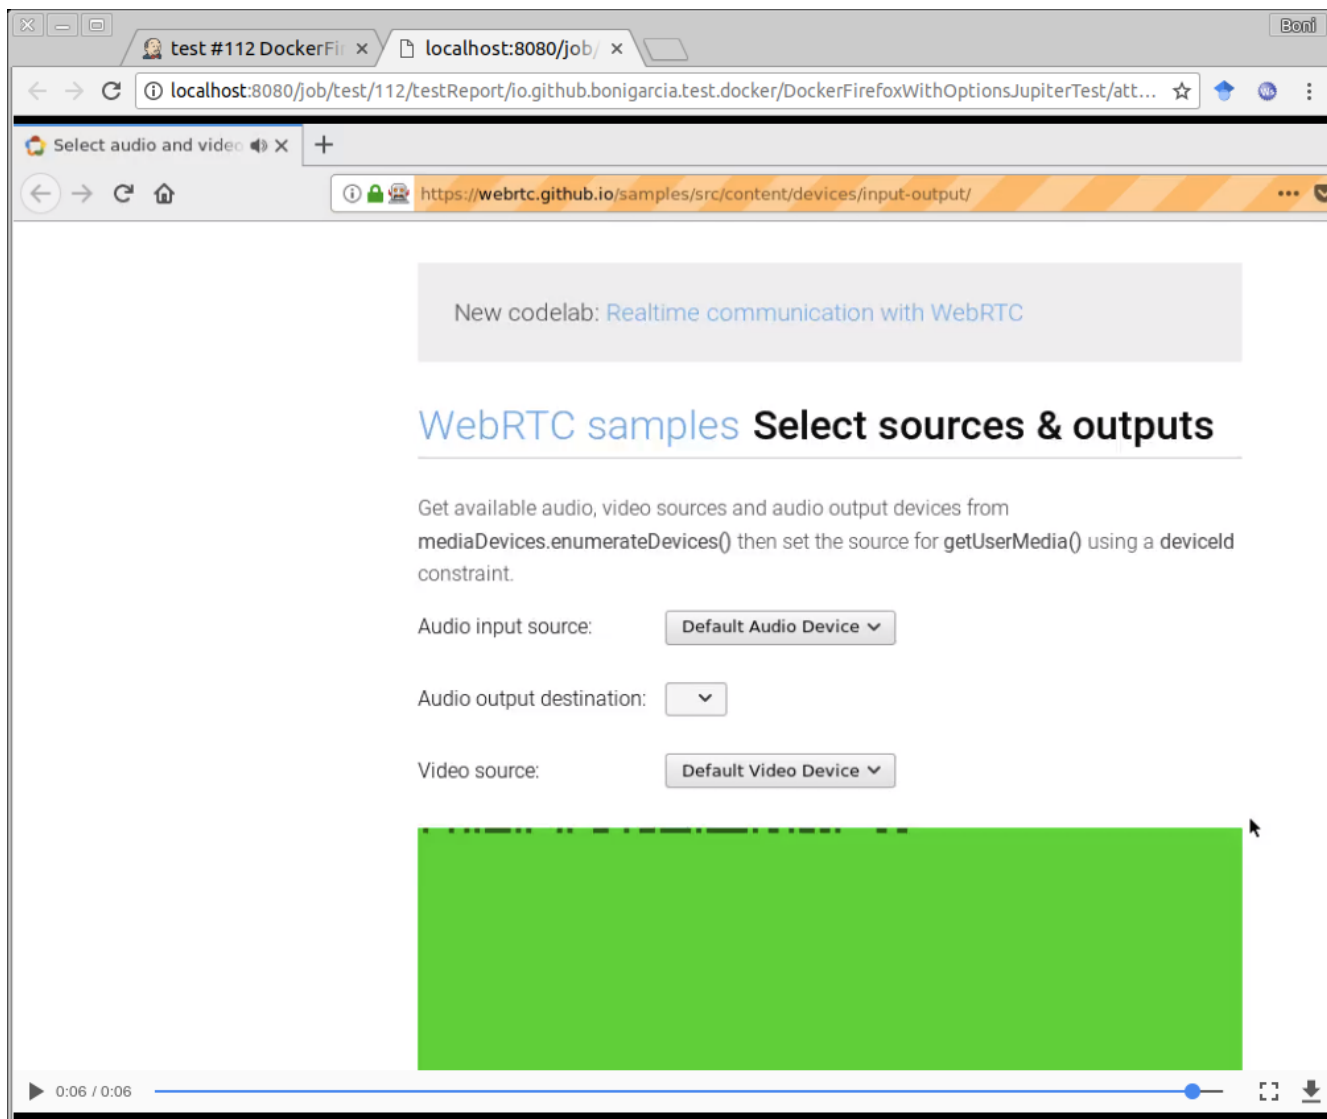 Boni
test #112 DockerFir
localhost:8080/job/
localhost:8080/job/test/112/testReport/io.github.bonigarcia.test.docker/DockerFirefoxWithOptionsJupiterTest/att...
Select audio and video
https://webrtc.github.io/samples/src/content/devices/input-output/
New codelab: Realtime communication with WebRTC
WebRTC samples Select sources & outputs
Get available audio, video sources and audio output devices from
mediaDevices.enumerateDevices() then set the source for getUserMedia() using a deviceId
constraint.
Audio input source: Default Audio Device
Audio output destination:
Video source: Default Video Device
0:06 / 0:06